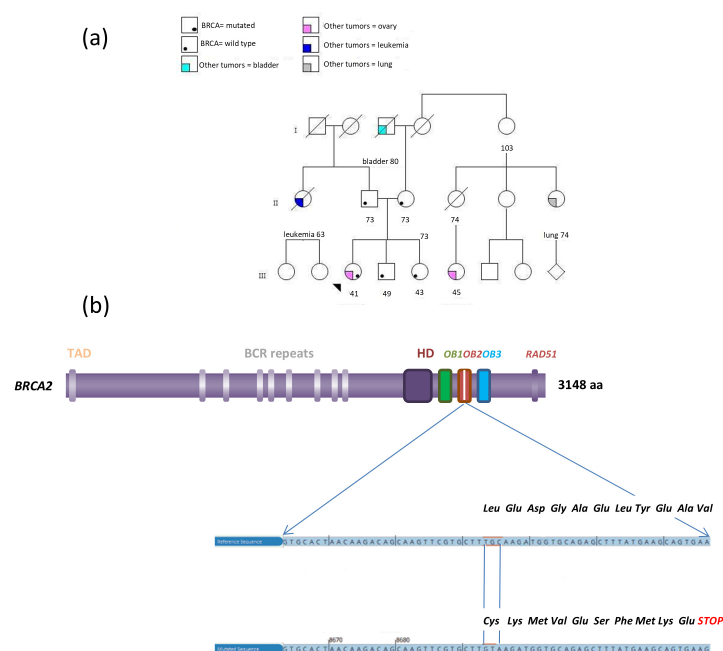 (a)
BRCA= mutated
BRCA= wild type
Other tumors = bladder
Other tumors = ovary
Other tumors = leukemia
Other tumors = lung
I
103
bladder 80
II
73
73
74
leukemia 63
73
lung 74
III
41
49
43
45
(b)
TAD
BCR repeats
HD
OB1OB2OB3
RAD51
BRCA2
3148 aa
Leu Glu Asp Gly Ala Glu Leu Tyr Glu Ala Val
Reference Sequence
GTGCACTAACAAGACAGCAAGTTCGTGCTTTGCAAGATGGTGCAGAGCTTTATGAAGCAGTGAA
Cys Lys Met Val Glu Ser Phe Met Lys Glu STOP
8670
8680
Mutated Sequence
GTGCACTAACAAGACAGCAAGTTCGTGCTTTGTAAGATGGTGCAGAGCTTTATGAAGCAGTGAAG